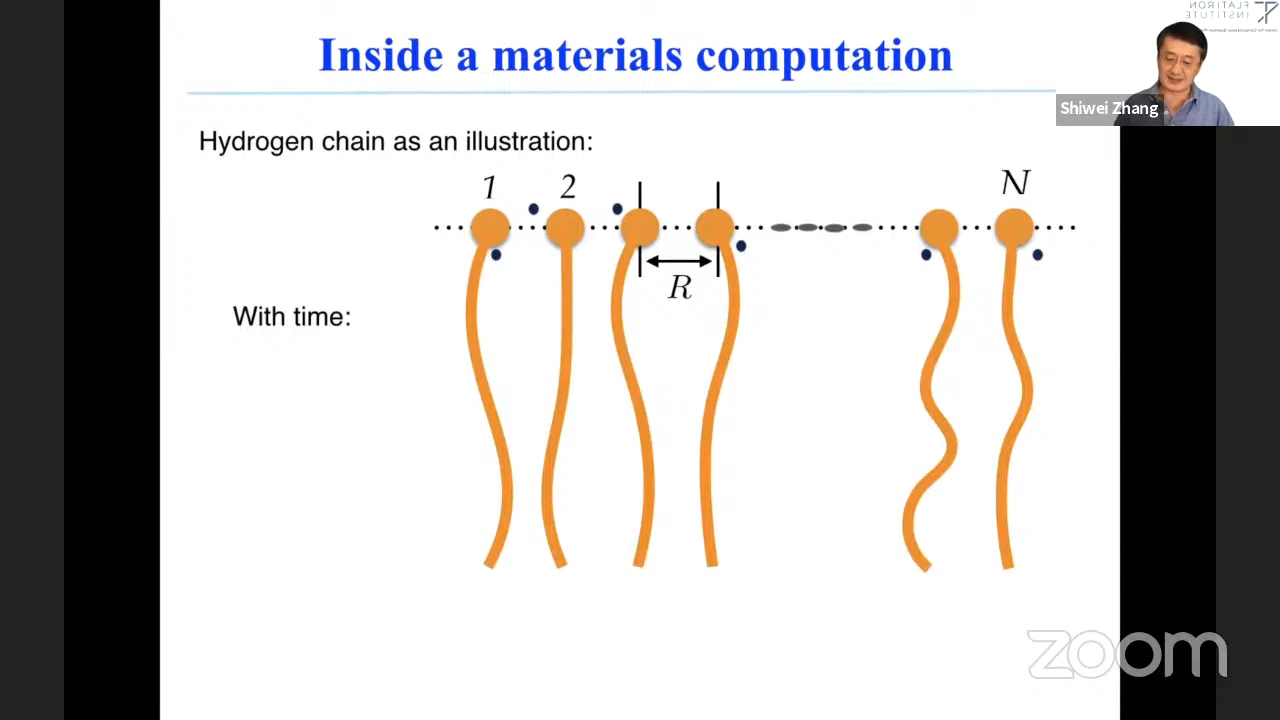 Inside a materials computation
FLATIRON
INSTITUTE
Shiwei Zhang
Hydrogen chain as an illustration:
1 2 N
R
With time:
zoom